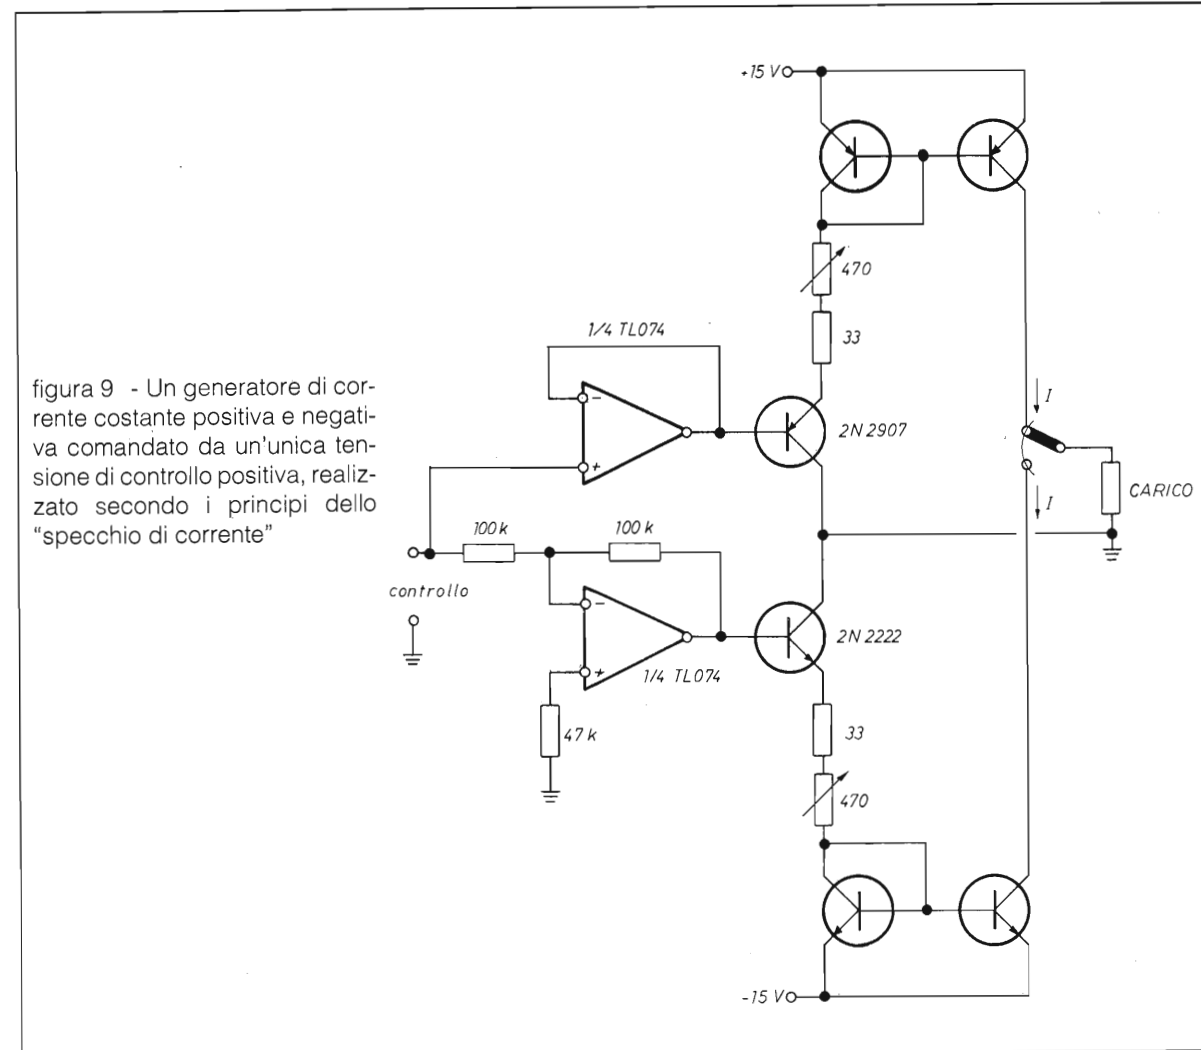 +15 V
470
33
1/4 TL074
2N 2907
I
figura 9 - Un generatore di cor-
rente costante positiva e negati-
va comandato da un'unica ten-
sione di controllo positiva, realiz-
zato secondo i principi dello
"specchio di corrente"
-
+
CARICO
I
100 k
100 k
controllo
-
+
2N 2222
1/4 TL074
47 k
33
470
-15 V